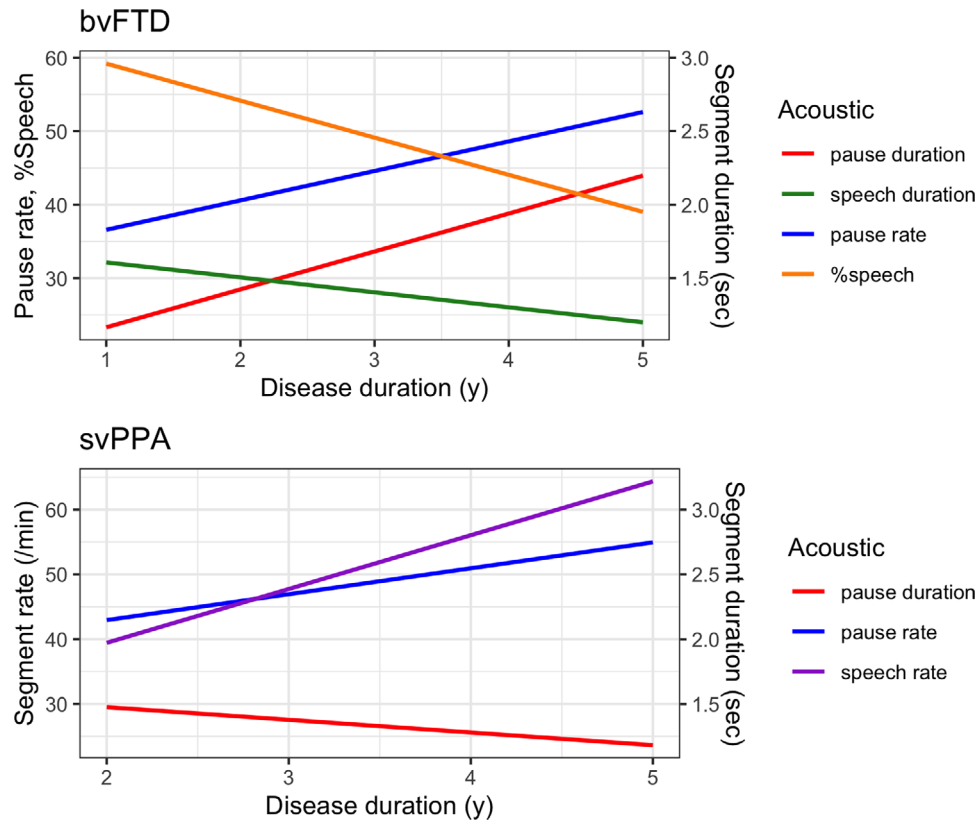 bvFTD
Pause rate, %Speech
60
50
40
30
3.0
2.5
2.0
1.5
Segment duration (sec)
1
2
3
4
5
Disease duration (y)
Acoustic
pause duration
speech duration
pause rate
%speech
svPPA
Segment rate (/min)
60
50
40
30
3.0
2.5
2.0
1.5
Segment duration (sec)
2
3
4
5
Disease duration (y)
Acoustic
pause duration
pause rate
speech rate